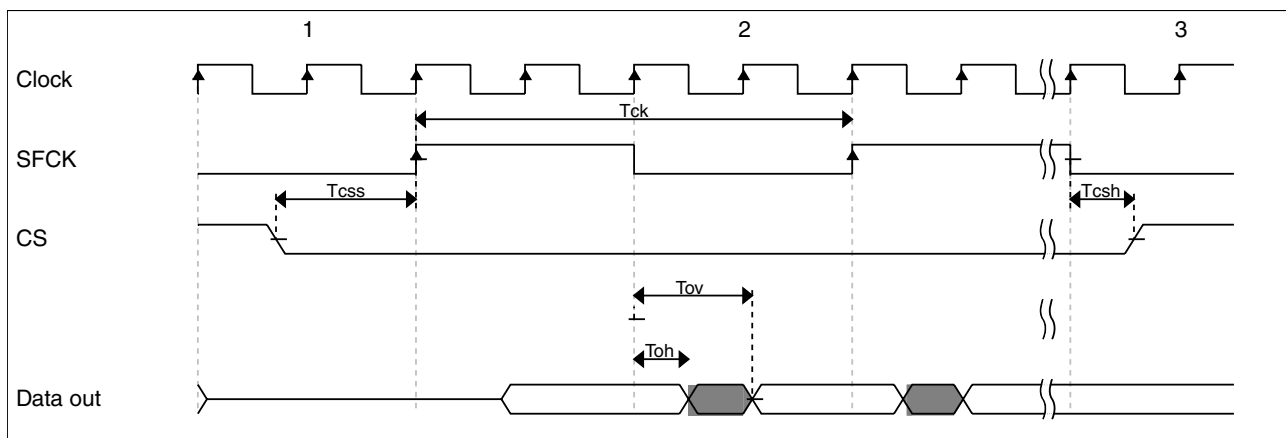 1 2 3
Clock
Tck
SFCK
Tcss Tcsh
CS
Tov
Toh
Data out